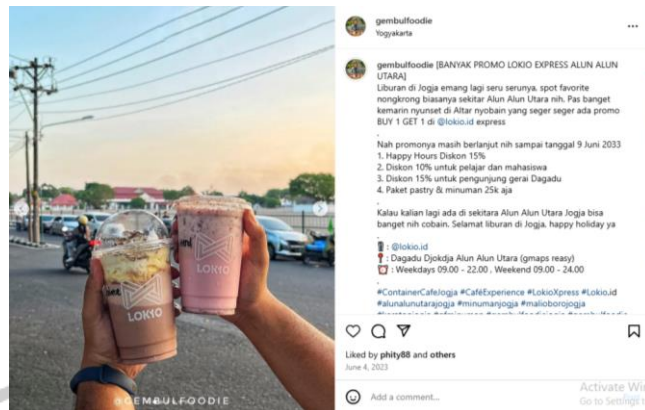 gembulfoodie
Yogyakarta
gembulfoodie [BANYAK PROMO LOKIO EXPRESS ALUN ALUN
UTARA]
Liburan di Jogja emang lagi seru serunya, spot favorite
nongkrong biasanya sekitar Alun Alun Utara nih. Pas banget
kemarin nyunset di Altar nyobain yang seger seger ada promo
BUY 1 GET 1 di @lokio.id express
.
Nah promonya masih berlanjut nih sampai tanggal 9 Juni 2033
1. Happy Hours Diskon 15%
2. Diskon 10% untuk pelajar dan mahasiswa
3. Diskon 15% untuk pengunjung gerai Dagadu
4. Paket pastry & minuman 25k aja
.
Kalau kalian lagi ada di sekitara Alun Alun Utara Jogja bisa
banget nih cobain. Selamat liburan di Jogja, happy holiday ya
.
: @lokio.id
: Dagadu Djokdja Alun Alun Utara (gmaps reasy)
: Weekdays 09.00 - 22.00 , Weekend 09.00 - 24.00
.
#ContainerCafeJogja #CaféExperience #LokioXpress #Lokio.id
#alunalunutarajogja #minumanjogja #malioborojogja
Liked by phity88 and others
June 4, 2023
Add a comment...
Activate Wi
Go to Settings t
LOKYO
LOKYO
@GEMBULFOODIE